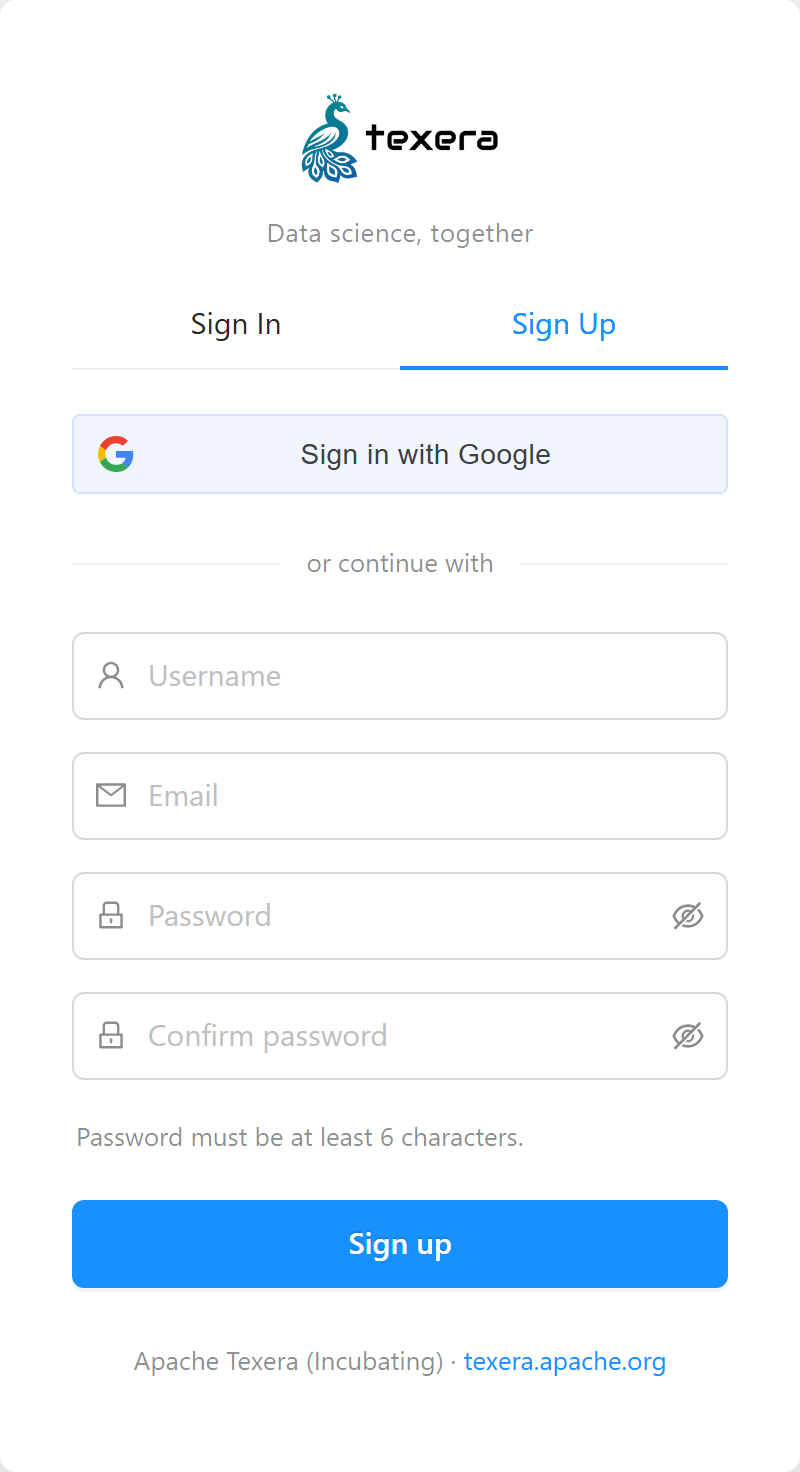 texera
Data science, together
Sign In
Sign Up
Sign in with Google
or continue with
Username
Email
Password
Confirm password
Password must be at least 6 characters.
Sign up
Apache Texera (Incubating) · texera.apache.org